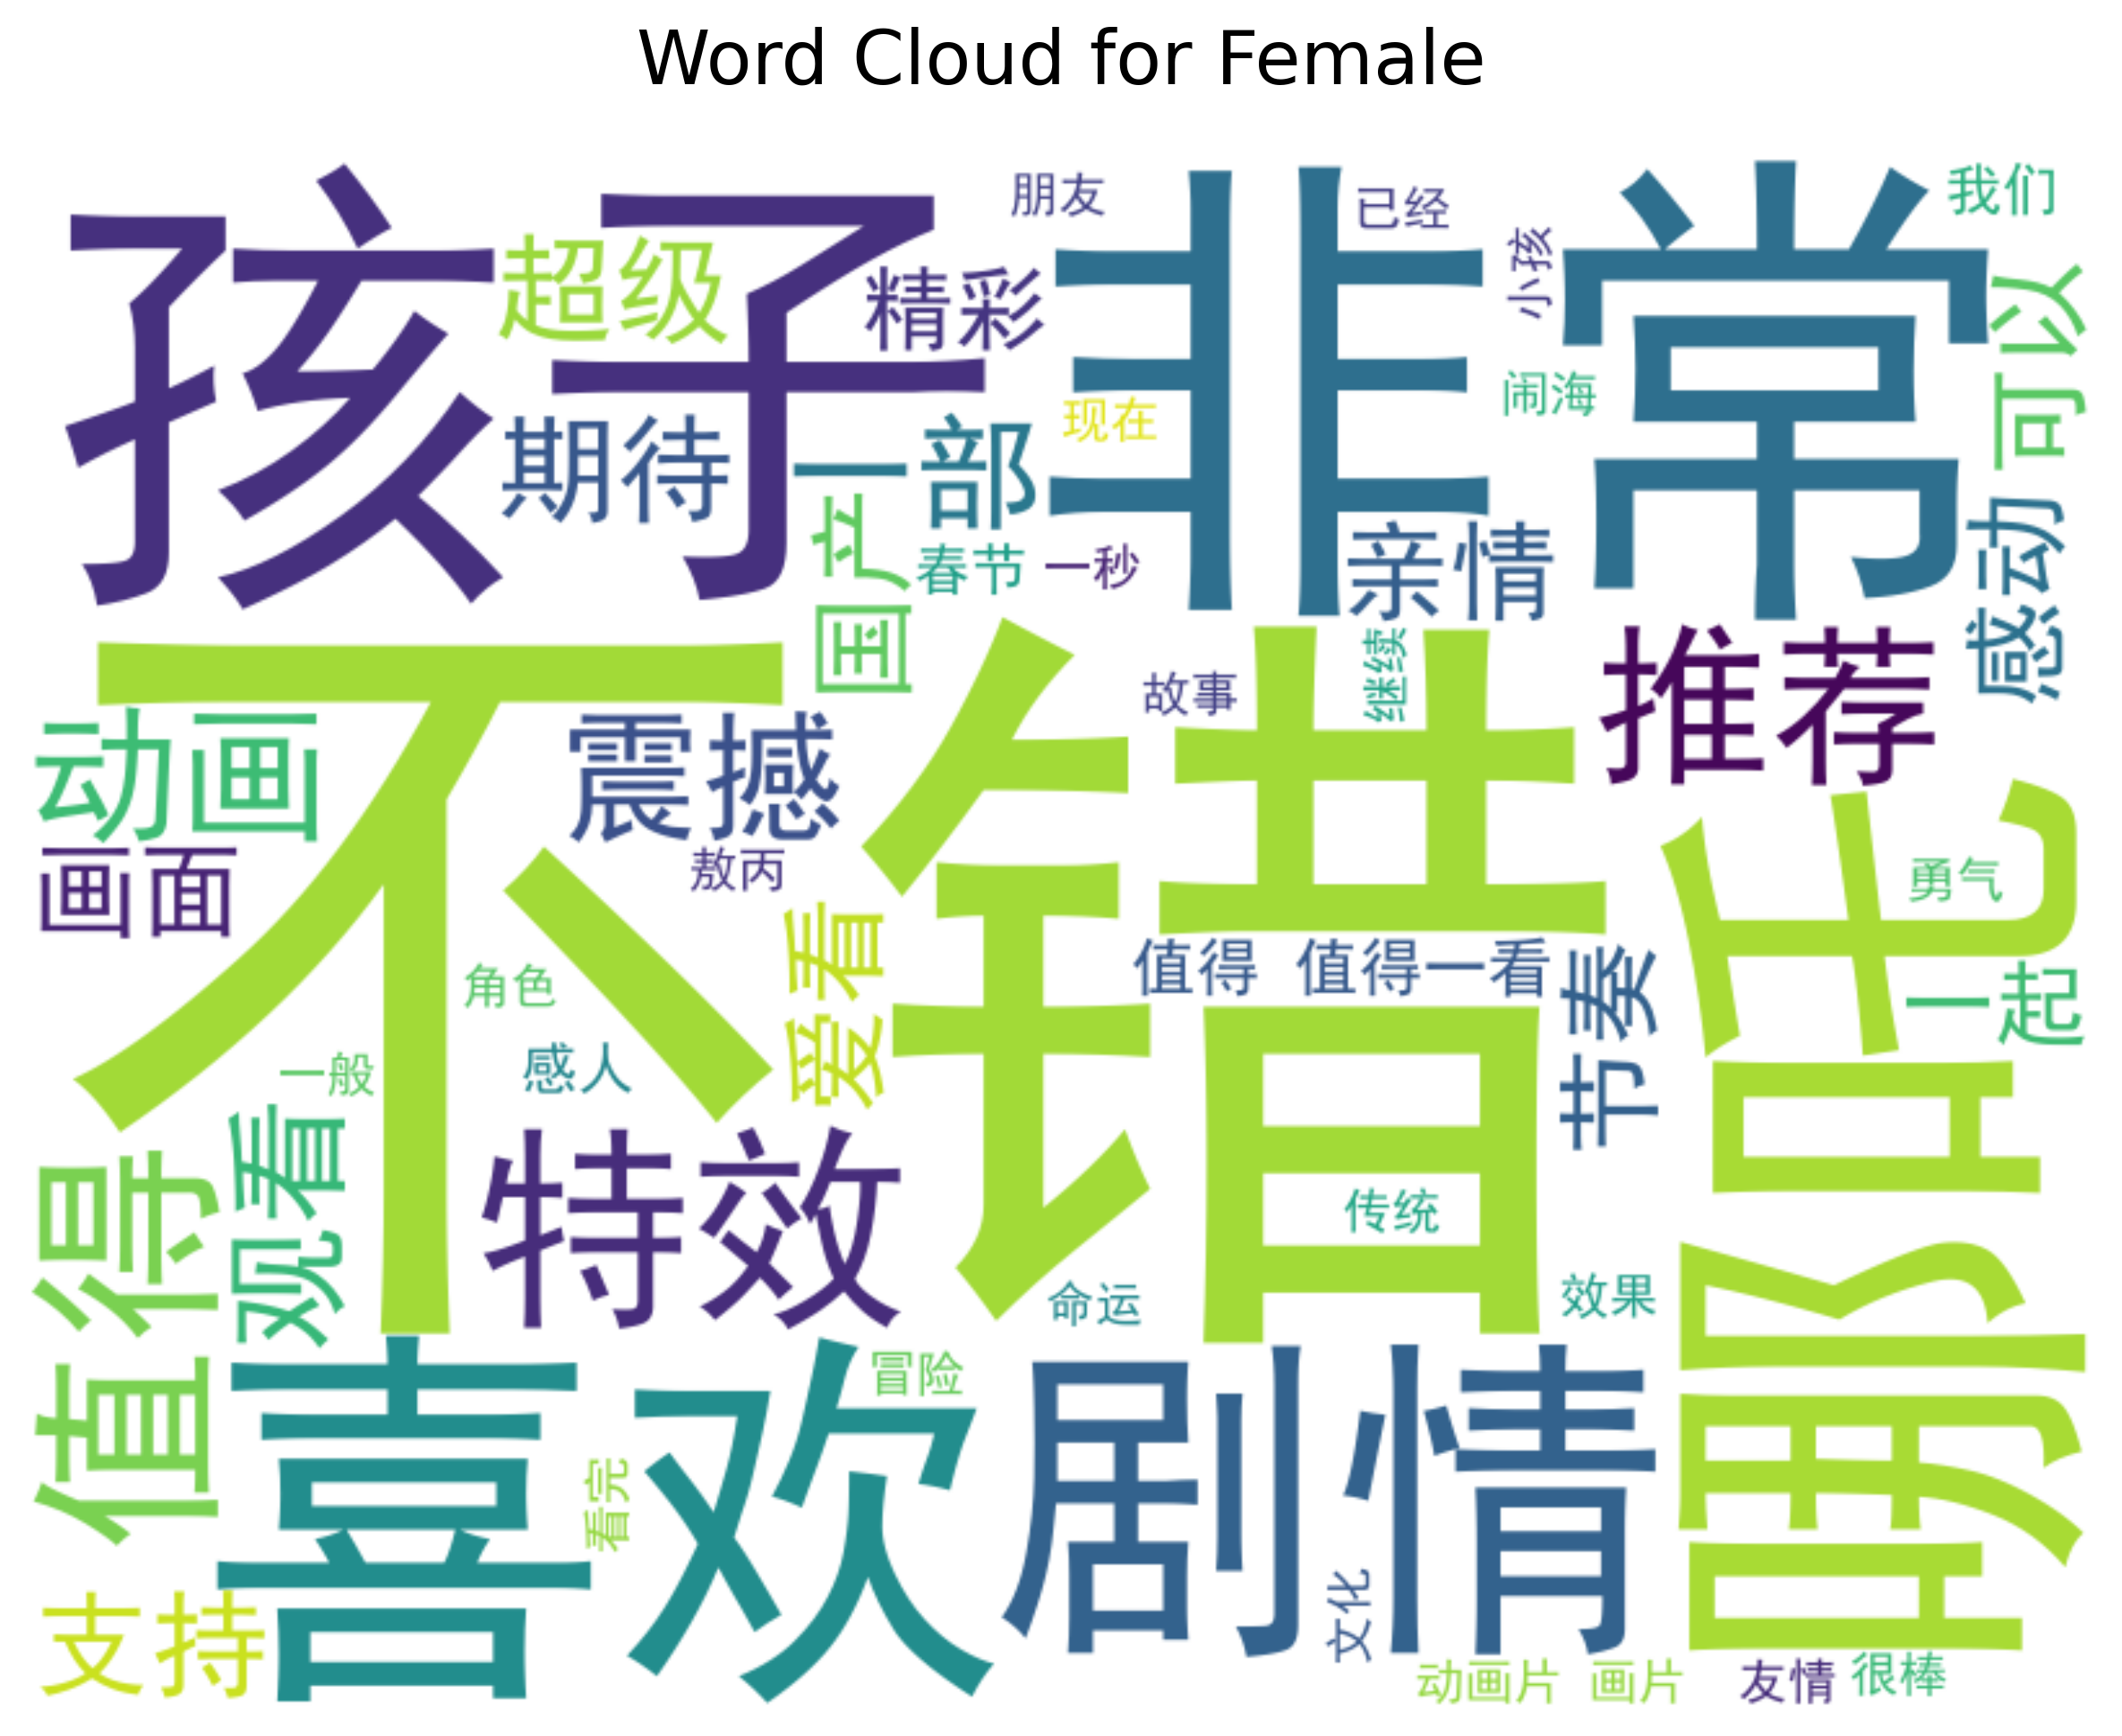 Word Cloud for Female
孩子
超级
精彩
朋友
非常
已经
小孩
我们
可以
闹海
期待
一部
现在
国产
春节
一秒
亲情
感动
不错
推荐
故事
继续
动画
震撼
画面
敖丙
哪吒
勇气
爱看
值得 值得一看
节奏
一起
角色
一般
感人
观看
值得
特效
传统
命运
效果
喜欢
冒险
剧情
看完
文化
支持
动画片 画片
友情
很棒